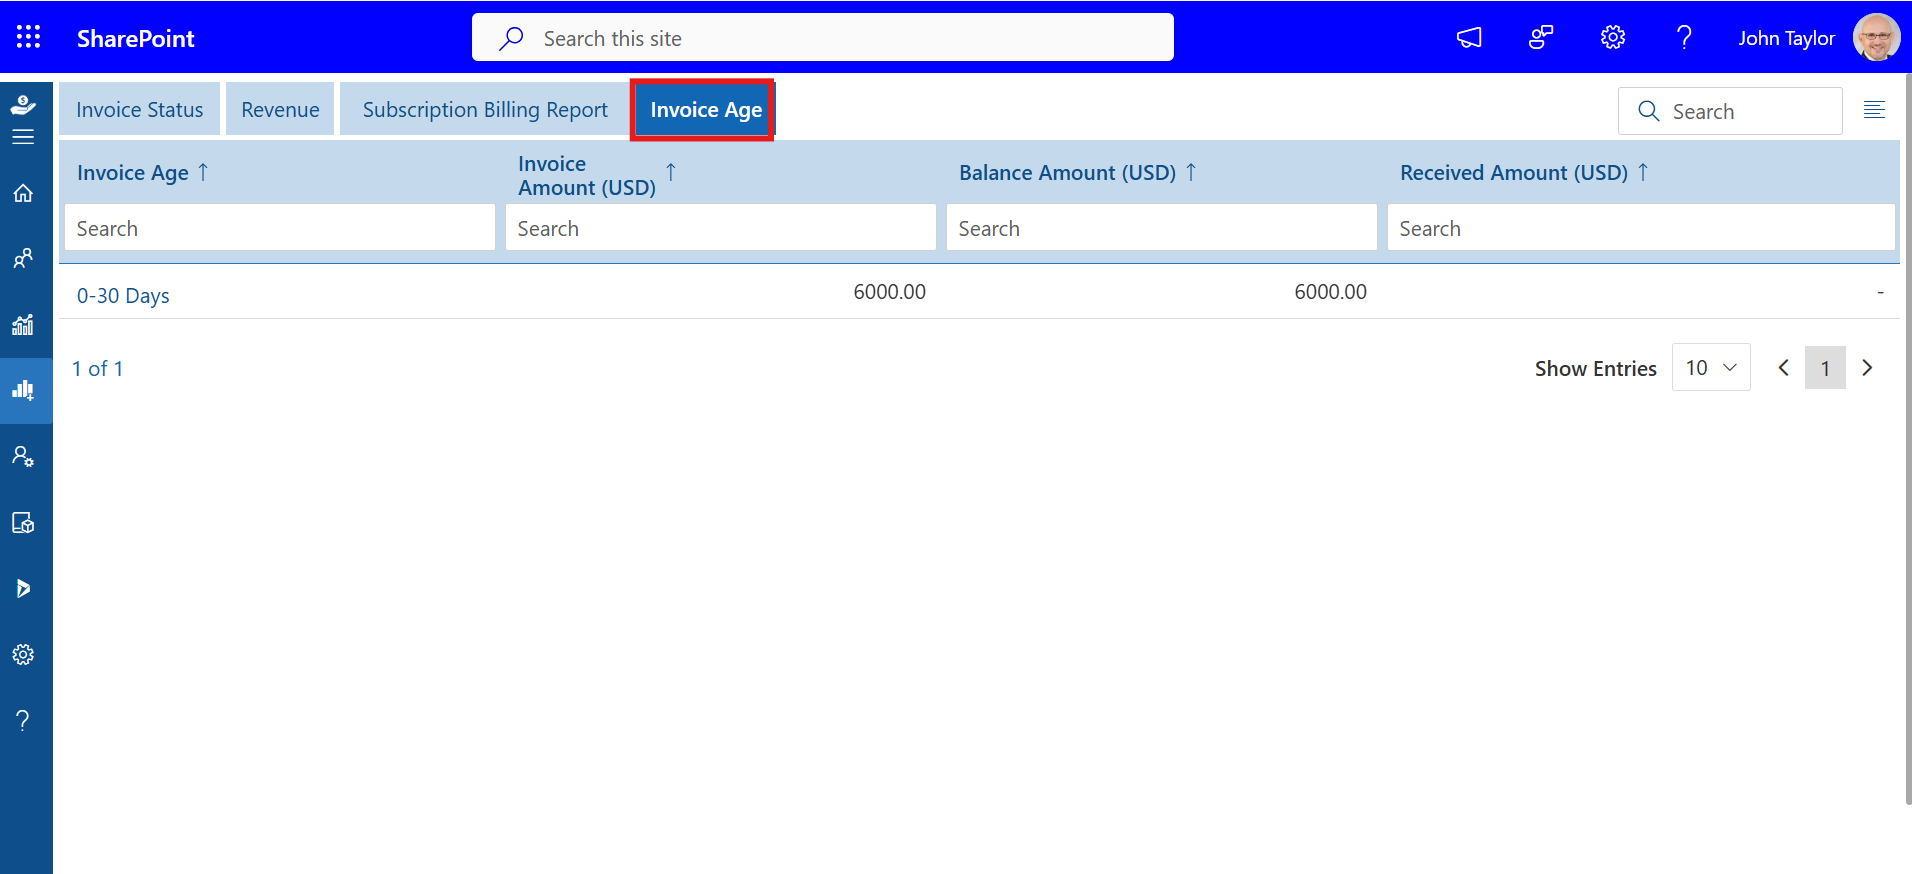 SharePoint
Search this site
John Taylor
Invoice Status
Revenue
Subscription Billing Report
Invoice Age
Search
Invoice Age ↑
Invoice
Amount (USD) ↑
Balance Amount (USD) ↑
Received Amount (USD) ↑
Search
Search
Search
Search
0-30 Days
6000.00
6000.00
-
1 of 1
Show Entries
10
1